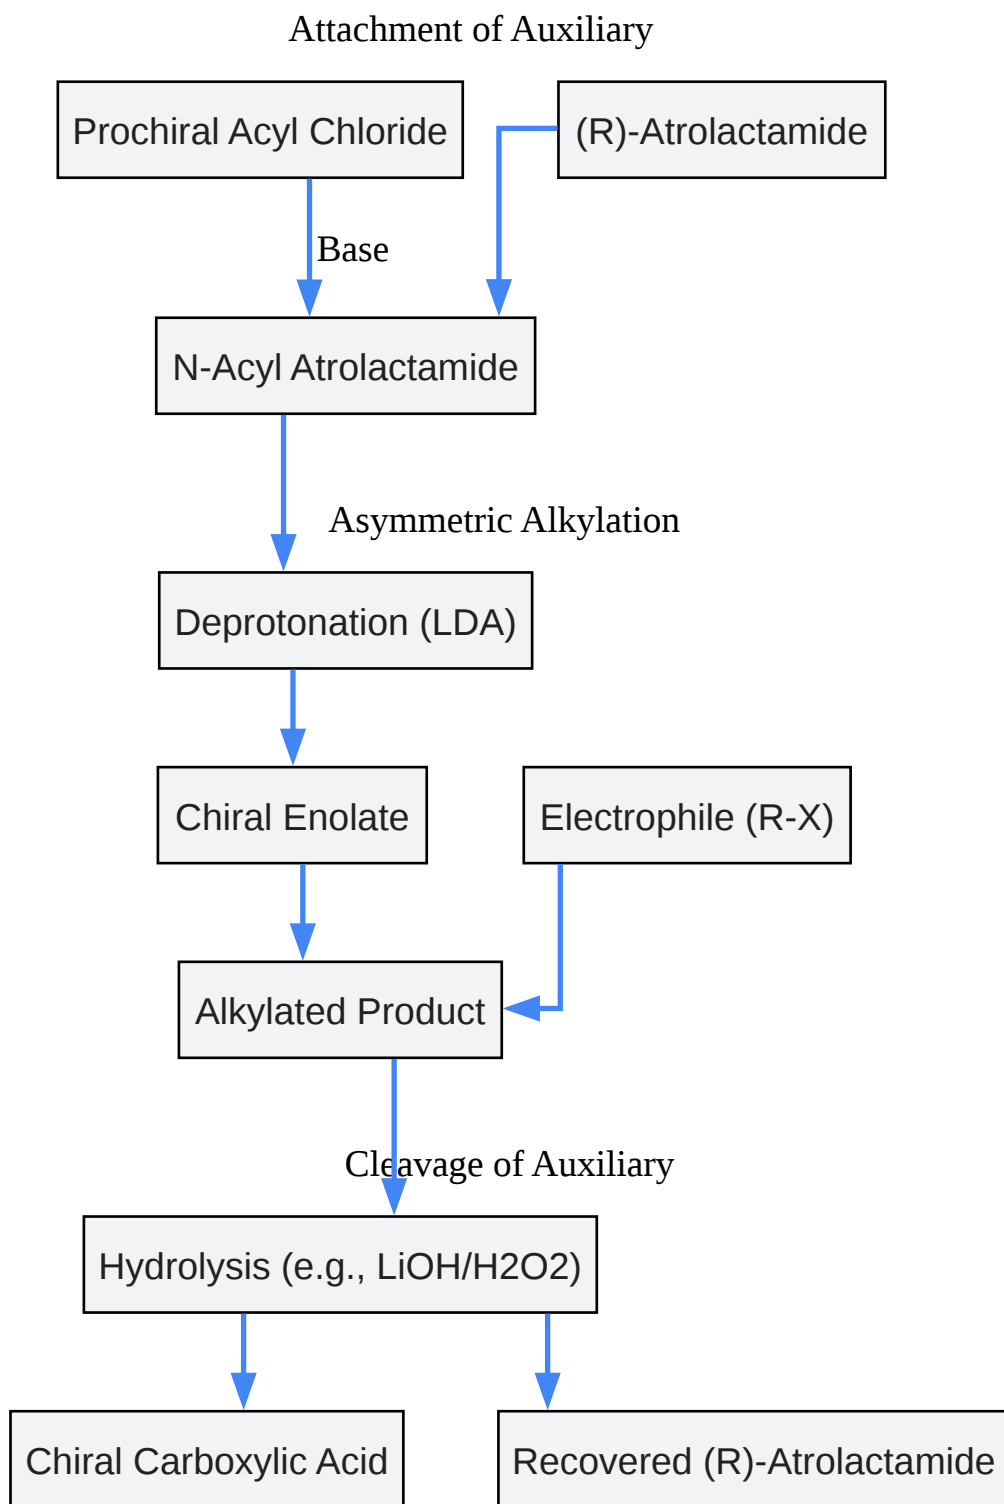 Attachment of Auxiliary
Prochiral Acyl Chloride
(R)-Atrolactamide
Base
N-Acyl Atrolactamide
Asymmetric Alkylation
Deprotonation (LDA)
Chiral Enolate
Electrophile (R-X)
Alkylated Product
Cleavage of Auxiliary
Hydrolysis (e.g., LiOH/H2O2)
Chiral Carboxylic Acid
Recovered (R)-Atrolactamide